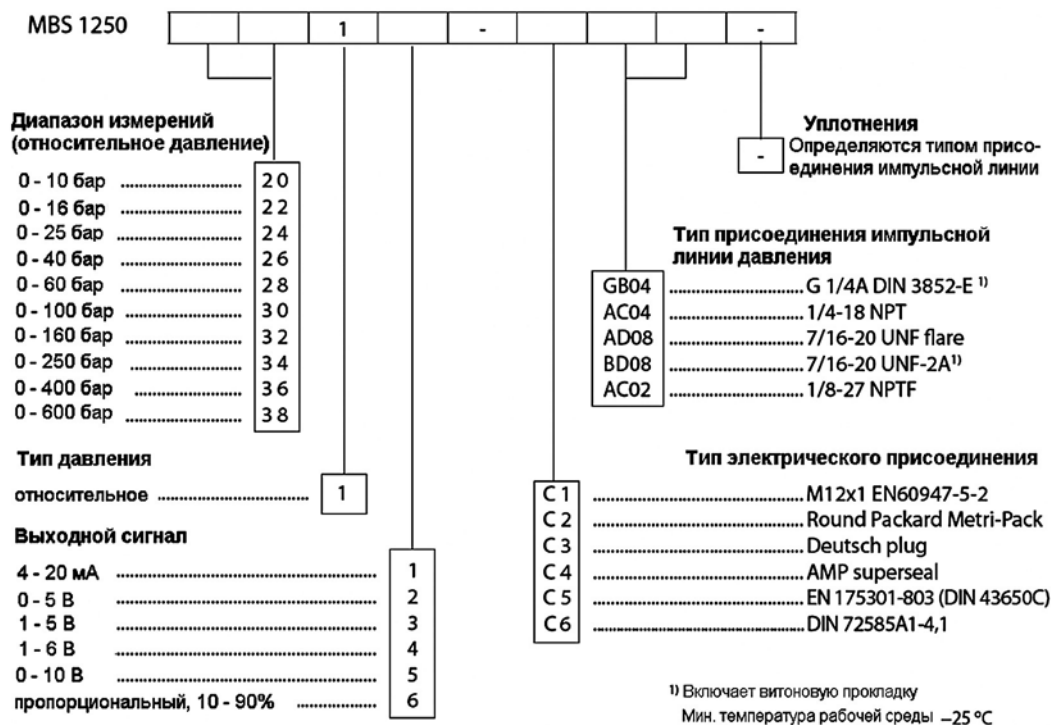 MBS 1250 1 - -
Диапазон измерений
(относительное давление)
0 - 10 бар ........................ 20
0 - 16 бар ........................ 22
0 - 25 бар ........................ 24
0 - 40 бар ........................ 26
0 - 60 бар ........................ 28
0 - 100 бар ........................ 30
0 - 160 бар ........................ 32
0 - 250 бар ........................ 34
0 - 400 бар ........................ 36
0 - 600 бар ........................ 38
Тип давления
относительное ........................ 1
Выходной сигнал
4 - 20 мА ........................ 1
0 - 5 В ........................ 2
1 - 5 В ........................ 3
1 - 6 В ........................ 4
0 - 10 В ........................ 5
пропорциональный, 10 - 90% ........................ 6
Уплотнения
- Определяются типом присо-
единения импульсной линии
Тип присоединения импульсной
линии давления
GB04 ........................ G 1/4A DIN 3852-E ¹⁾
AC04 ........................ 1/4-18 NPT
AD08 ........................ 7/16-20 UNF flare
BD08 ........................ 7/16-20 UNF-2A¹⁾
AC02 ........................ 1/8-27 NPTF
Тип электрического присоединения
C 1 ........................ M12x1 EN60947-5-2
C 2 ........................ Round Packard Metri-Pack
C 3 ........................ Deutsch plug
C 4 ........................ AMP superseal
C 5 ........................ EN 175301-803 (DIN 43650C)
C6 ........................ DIN 72585A1-4,1
¹⁾ Включает витоновую прокладку
Мин. температура рабочей среды –25 °C